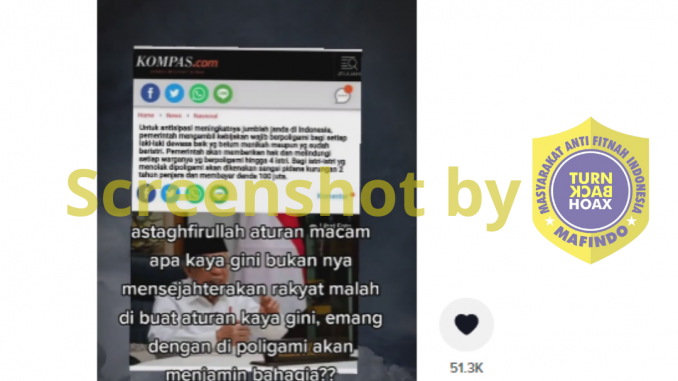 KOMPAS.com
Home > News > Nasional
Untuk antisipasi meningkatnya jumblah janda di Indonesia,
pemerintah mengambil kebijakan wajib berpoligami bagi setiap
laki-laki dewasa baik yg belum menikah maupun yg sudah
beristri. Pemerintah akan memberikan hak dan melindungi
setiap warganya yg berpoligami hingga 4 istri. Bagi istri-istri yg
menolak dipoligami akan dikenakan sangsi pidana kurungan 2
tahun penjara dan membayar denda 100 juta.
Komentar
Screenshot by
astaghfirullah aturan macam
apa kaya gini bukan nya
mensejahterakan rakyat malah
di buat aturan kaya gini, emang
dengan di poligami akan
menjamin bahagia??
51.3K
MASYARAKAT ANTI FITNAH INDONESIA
TURN
BACK
HOAX
MAFINDO